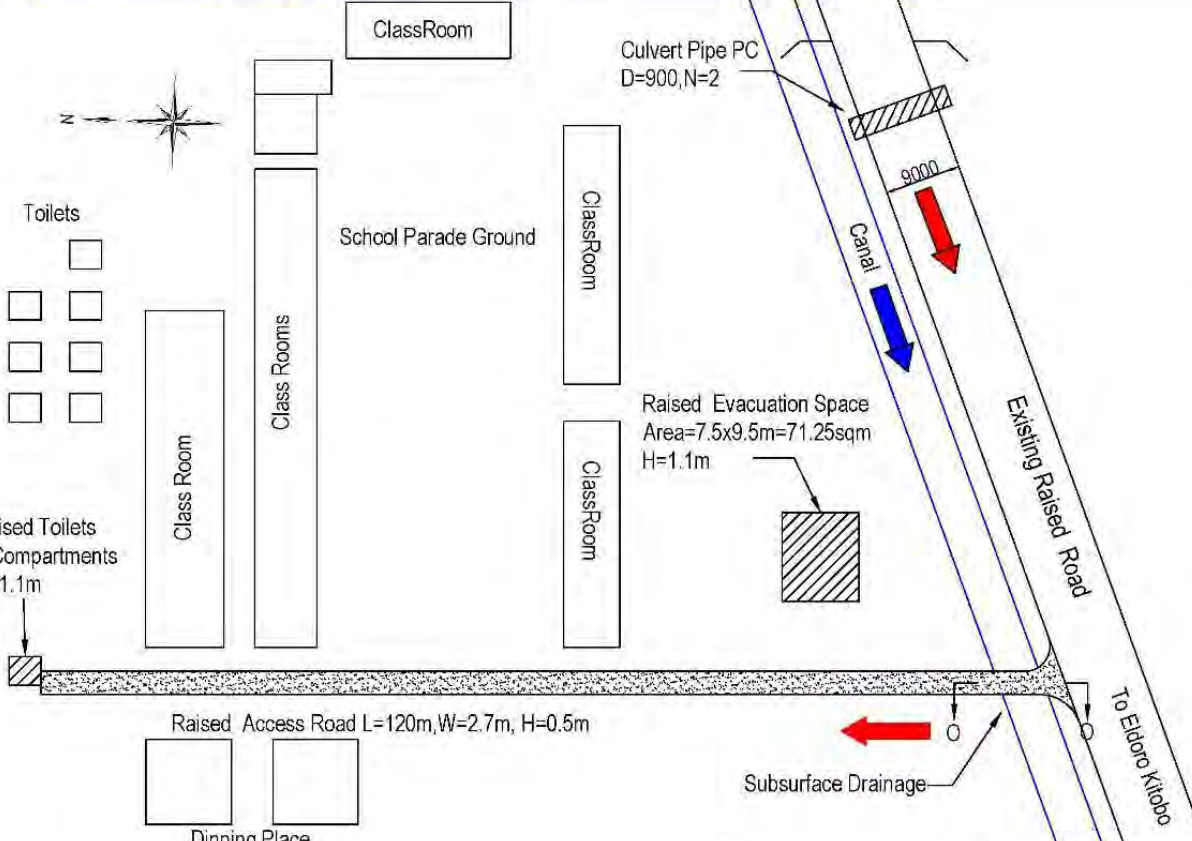 ClassRoom
Culvert Pipe PC
D=900,N=2
N
9000
Toilets
School Parade Ground
ClassRoom
Canal
Class Rooms
Raised Evacuation Space
Area=7.5x9.5m=71.25sqm
H=1.1m
Existing Raised Road
Class Room
ClassRoom
ised Toilets
Compartments
1.1m
Raised Access Road L=120m,W=2.7m, H=0.5m
O
O
To Eldoro Kitobo
Subsurface Drainage
Dinning Place